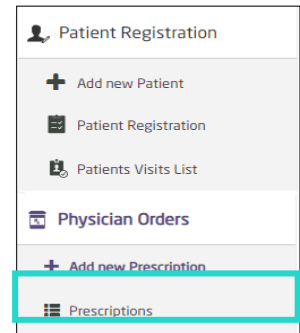 Patient Registration
Add new Patient
Patient Registration
Patients Visits List
Physician Orders
Add new Prescription
Prescriptions